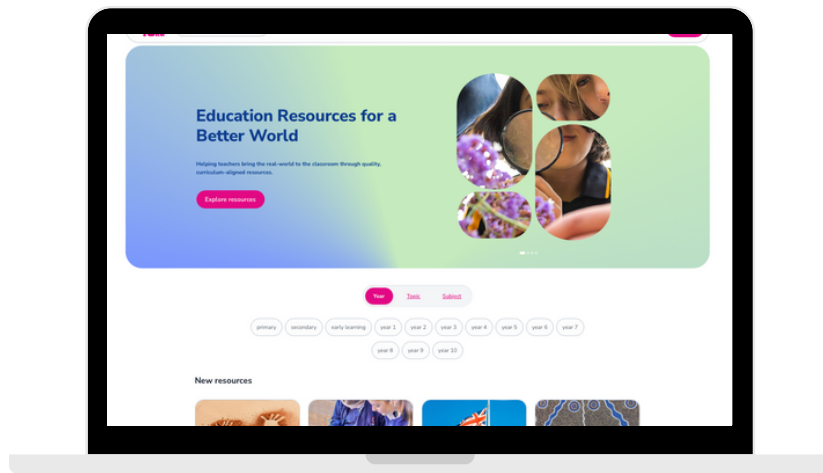 Education Resources for a
Better World
Helping teachers bring the real-world to the classroom through quality,
curriculum-aligned resources.
Explore resources
Year Topic Subject
primary secondary early learning year 1 year 2 year 3 year 4 year 5 year 6 year 7
year 8 year 9 year 10
New resources